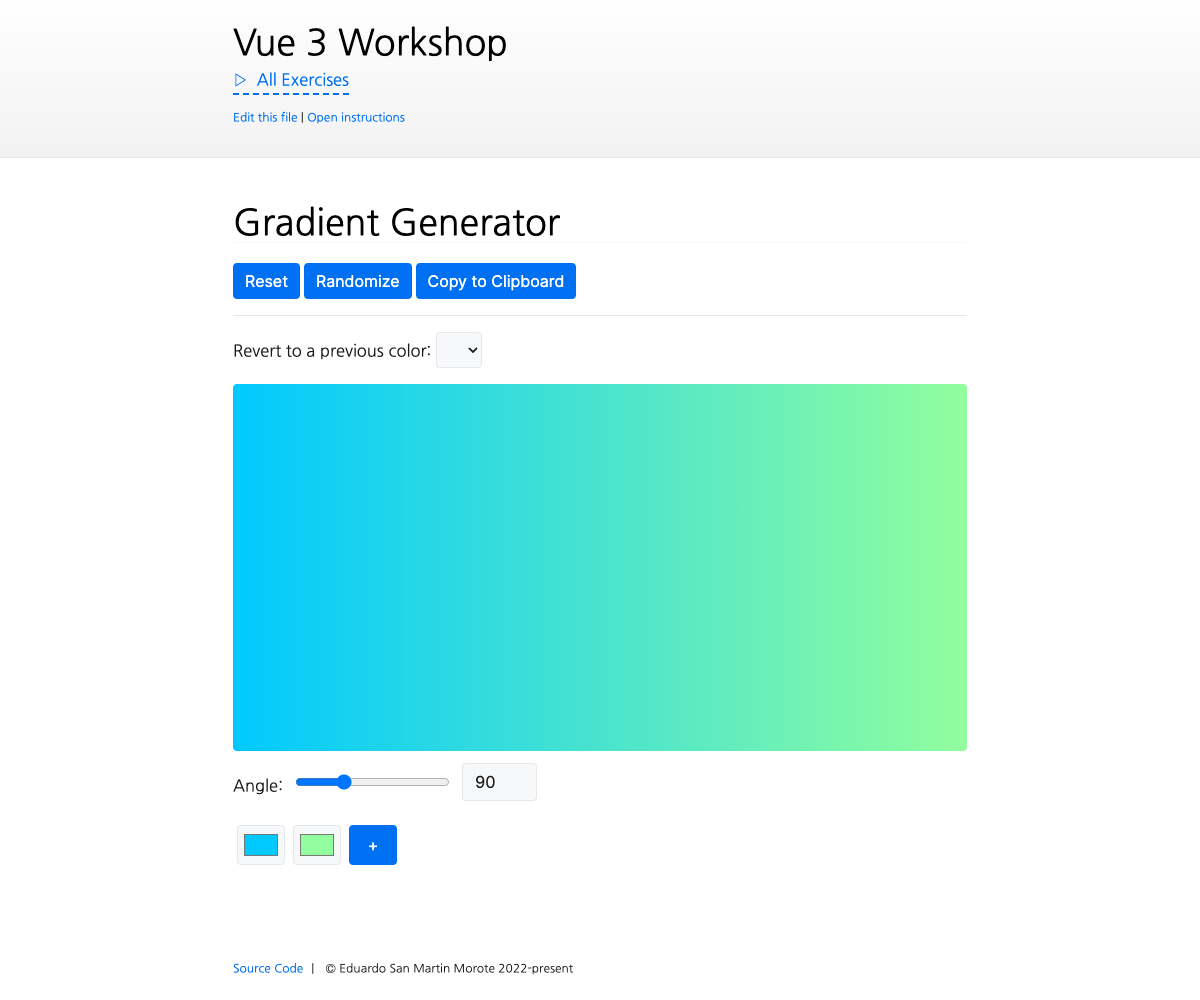 Vue 3 Workshop
▷ All Exercises
Edit this file | Open instructions
Gradient Generator
Reset Randomize Copy to Clipboard
Revert to a previous color:
Angle: 90
+
Source Code | © Eduardo San Martin Morote 2022-present